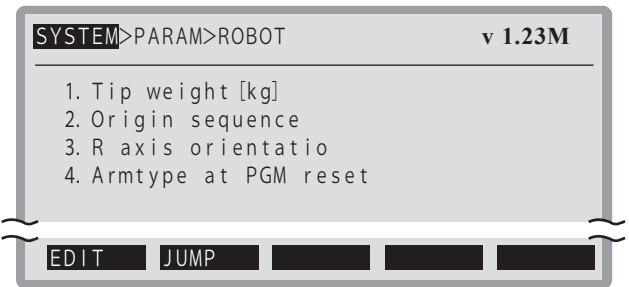 SYSTEM>PARAM>ROBOT v 1.23M
1. Tip weight [kg]
2. Origin sequence
3. R axis orientatio
4. Armtype at PGM reset
EDIT JUMP